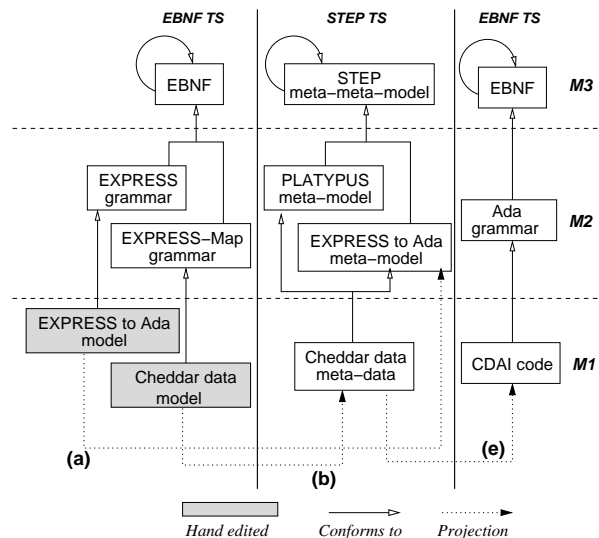 EBNF TS
STEP TS
EBNF TS
EBNF
STEP
meta-meta-model
EBNF
M3
EXPRESS
grammar
PLATYPUS
meta-model
Ada
grammar
M2
EXPRESS-Map
grammar
EXPRESS to Ada
meta-model
EXPRESS to Ada
model
Cheddar data
model
Cheddar data
meta-data
CDAI code
M1
(a)
(b)
(e)
Hand edited
Conforms to
Projection